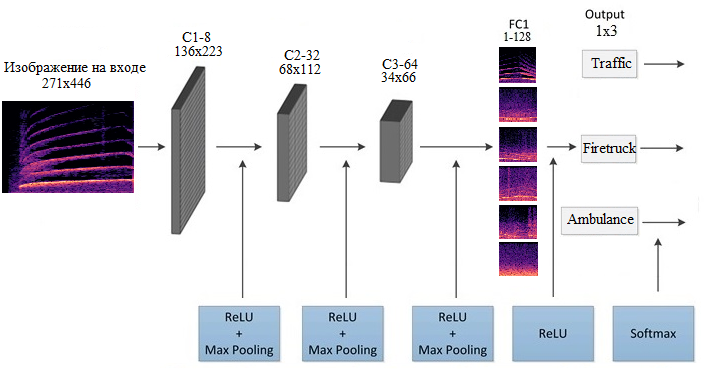 Изображение на входе
271x446
C1-8
136x223
C2-32
68x112
C3-64
34x66
FC1
1-128
Output
1x3
Traffic
Firetruck
Ambulance
ReLU
+
Max Pooling
ReLU
+
Max Pooling
ReLU
+
Max Pooling
ReLU
Softmax